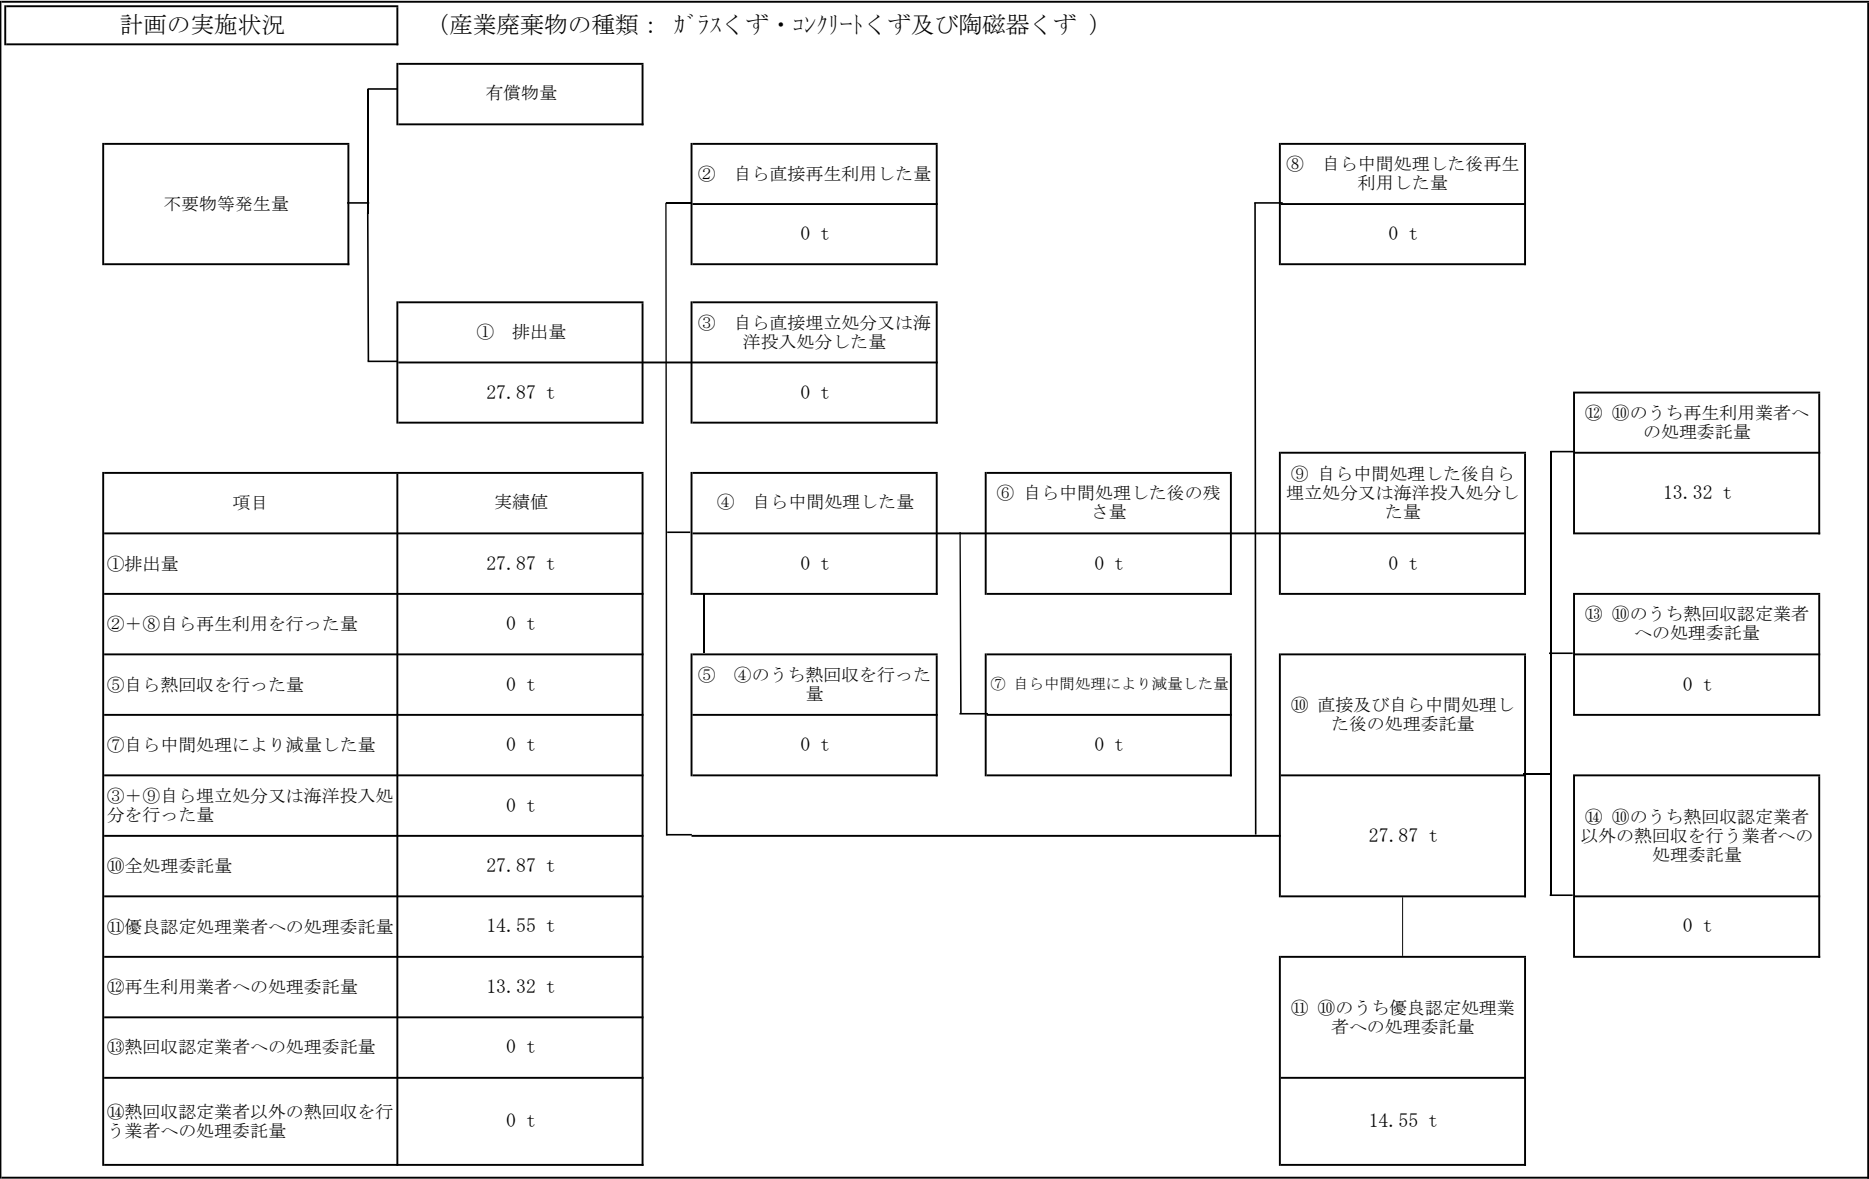 計画の実施状況
（産業廃棄物の種類： ｶﾞﾗｽくず・ｺﾝｸﾘｰﾄくず及び陶磁器くず ）
有償物量
不要物等発生量
② 自ら直接再生利用した量
0 t
⑧ 自ら中間処理した後再生
利用した量
0 t
① 排出量
27.87 t
③ 自ら直接埋立処分又は海
洋投入処分した量
0 t
⑫ ⑩のうち再生利用業者へ
の処理委託量
13.32 t
項目
実績値
①排出量
27.87 t
②＋⑧自ら再生利用を行った量
0 t
⑤自ら熱回収を行った量
0 t
⑦自ら中間処理により減量した量
0 t
③＋⑨自ら埋立処分又は海洋投入処
分を行った量
0 t
⑩全処理委託量
27.87 t
⑪優良認定処理業者への処理委託量
14.55 t
⑫再生利用業者への処理委託量
13.32 t
⑬熱回収認定業者への処理委託量
0 t
⑭熱回収認定業者以外の熱回収を行
う業者への処理委託量
0 t
④ 自ら中間処理した量
0 t
⑥ 自ら中間処理した後の残
さ量
0 t
⑨ 自ら中間処理した後自ら
埋立処分又は海洋投入処分し
た量
0 t
⑤ ④のうち熱回収を行った
量
0 t
⑦ 自ら中間処理により減量した量
0 t
⑩ 直接及び自ら中間処理し
た後の処理委託量
27.87 t
⑬ ⑩のうち熱回収認定業者
への処理委託量
0 t
⑭ ⑩のうち熱回収認定業者
以外の熱回収を行う業者への
処理委託量
0 t
⑪ ⑩のうち優良認定処理業
者への処理委託量
14.55 t